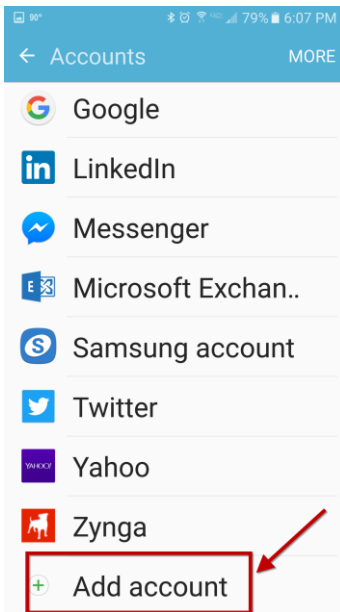 90° 79% 6:07 PM
Accounts MORE
Google
LinkedIn
Messenger
Microsoft Exchan..
Samsung account
Twitter
YAHOO! Yahoo
Zynga
Add account